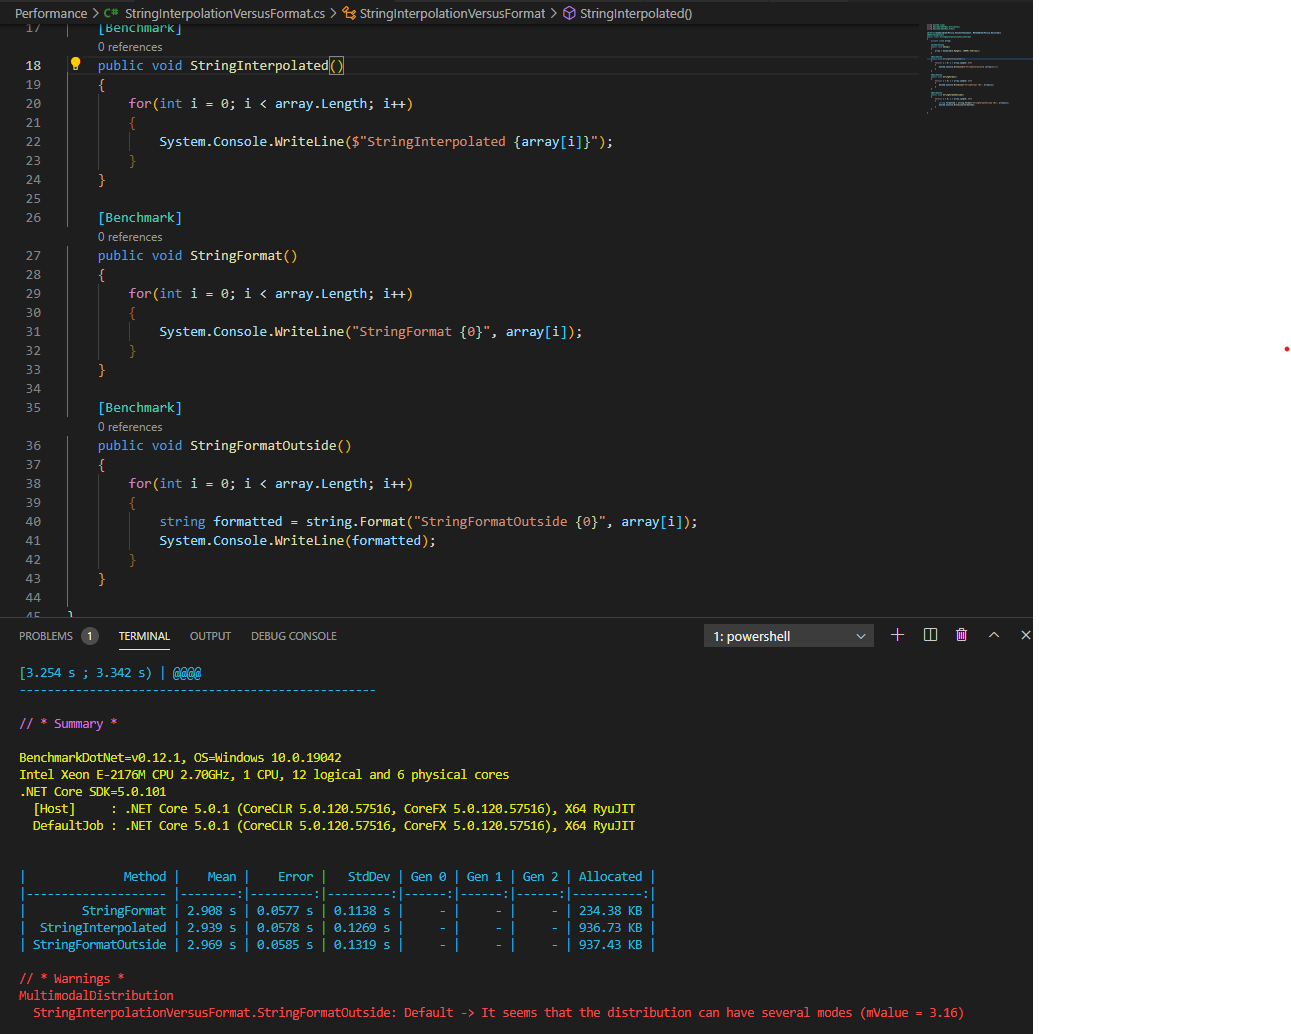 Performance > C# StringInterpolationVersusFormat.cs > StringInterpolationVersusFormat > StringInterpolated()
17 [Benchmark]
0 references
18 public void StringInterpolated()
19 {
20 for(int i = 0; i < array.Length; i++)
21 {
22 System.Console.WriteLine($"StringInterpolated {array[i]}");
23 }
24 }
25
26 [Benchmark]
0 references
27 public void StringFormat()
28 {
29 for(int i = 0; i < array.Length; i++)
30 {
31 System.Console.WriteLine("StringFormat {0}", array[i]);
32 }
33 }
34
35 [Benchmark]
0 references
36 public void StringFormatOutside()
37 {
38 for(int i = 0; i < array.Length; i++)
39 {
40 string formatted = string.Format("StringFormatOutside {0}", array[i]);
41 System.Console.WriteLine(formatted);
42 }
43 }
44
45 }
PROBLEMS 1 TERMINAL OUTPUT DEBUG CONSOLE 1: powershell
[3.254 s ; 3.342 s) | @@@@
---------------------------------------------------
// * Summary *
BenchmarkDotNet=v0.12.1, OS=Windows 10.0.19042
Intel Xeon E-2176M CPU 2.70GHz, 1 CPU, 12 logical and 6 physical cores
.NET Core SDK=5.0.101
[Host]     : .NET Core 5.0.1 (CoreCLR 5.0.120.57516, CoreFX 5.0.120.57516), X64 RyuJIT
DefaultJob : .NET Core 5.0.1 (CoreCLR 5.0.120.57516, CoreFX 5.0.120.57516), X64 RyuJIT
|              Method |    Mean |    Error |   StdDev | Gen 0 | Gen 1 | Gen 2 | Allocated |
|-------------------- |--------:|---------:|---------:|------:|------:|------:|----------:|
|        StringFormat | 2.908 s | 0.0577 s | 0.1138 s |     - |     - |     - | 234.38 KB |
|  StringInterpolated | 2.939 s | 0.0578 s | 0.1269 s |     - |     - |     - | 936.73 KB |
| StringFormatOutside | 2.969 s | 0.0585 s | 0.1319 s |     - |     - |     - | 937.43 KB |
// * Warnings *
MultimodalDistribution
StringInterpolationVersusFormat.StringFormatOutside: Default -> It seems that the distribution can have several modes (mValue = 3.16)